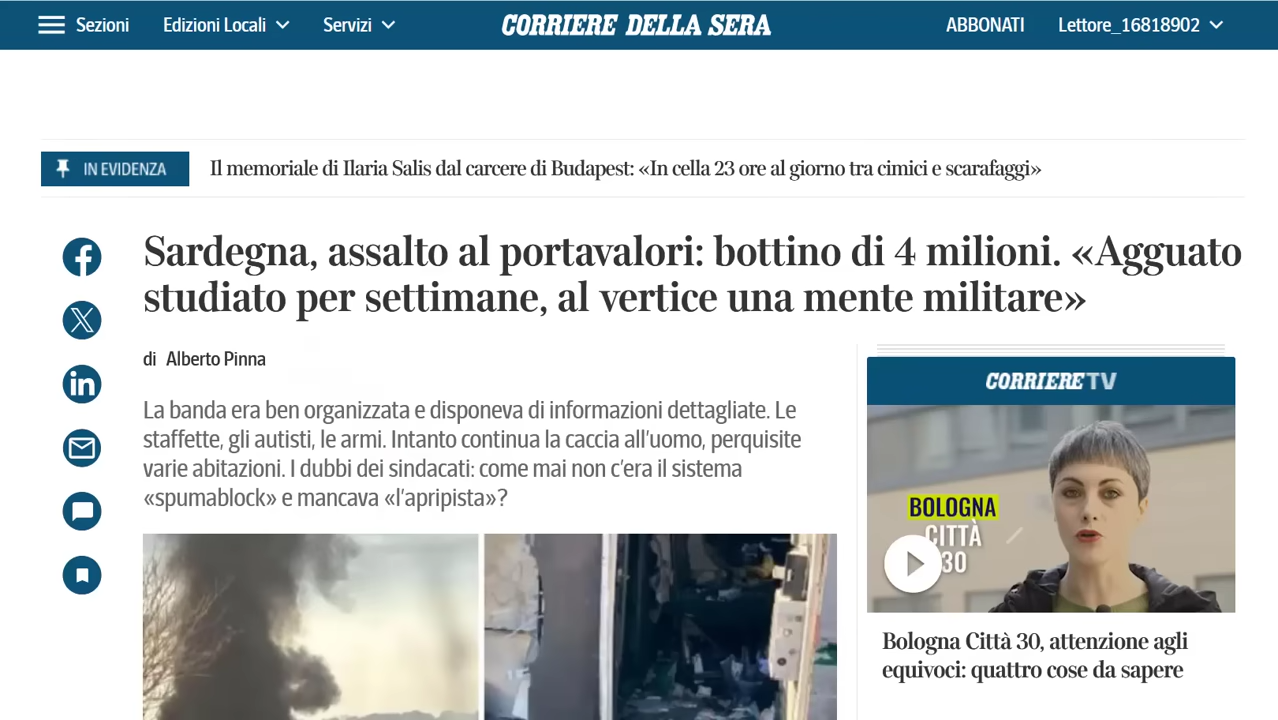 Sezioni
Edizioni Locali
Servizi
CORRIERE DELLA SERA
ABBONATI
Lettore_16818902
IN EVIDENZA
Il memoriale di Ilaria Salis dal carcere di Budapest: «In cella 23 ore al giorno tra cimici e scarafaggi»
Sardegna, assalto al portavalori: bottino di 4 milioni. «Agguato
studiato per settimane, al vertice una mente militare»
di Alberto Pinna
La banda era ben organizzata e disponeva di informazioni dettagliate. Le
staffette, gli autisti, le armi. Intanto continua la caccia all'uomo, perquisite
varie abitazioni. I dubbi dei sindacati: come mai non c'era il sistema
«spumablock» e mancava «l'apripista»?
CORRIERE TV
BOLOGNA
CITTÀ
30
Bologna Città 30, attenzione agli
equivoci: quattro cose da sapere